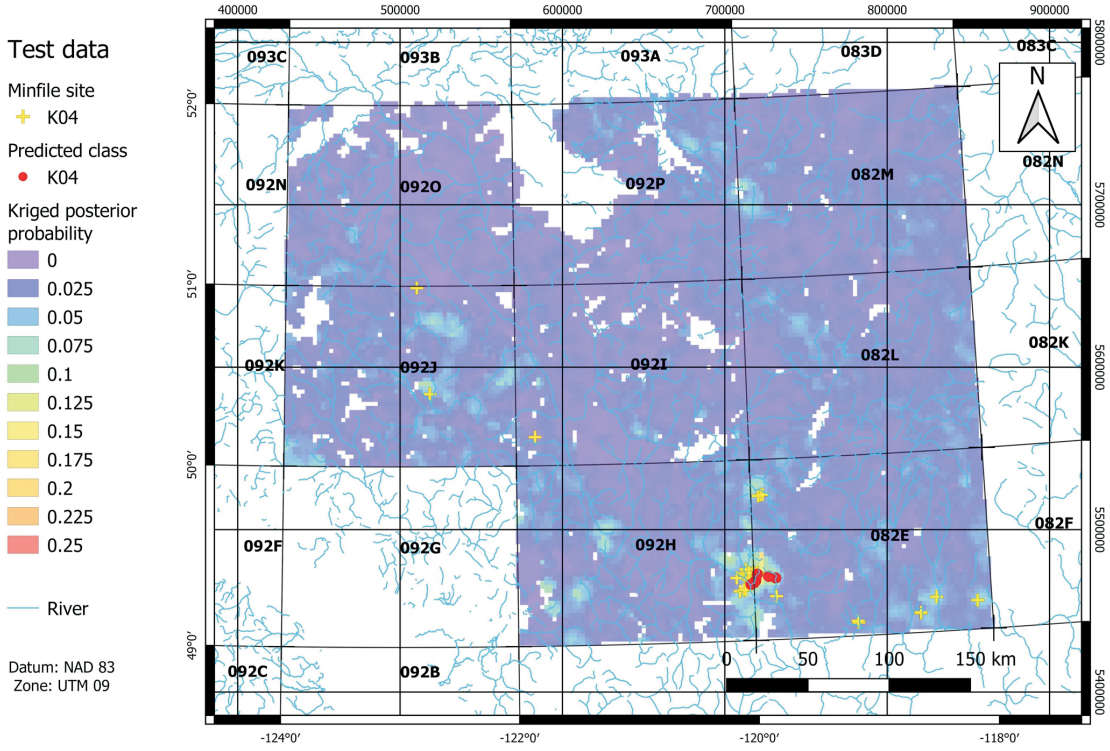 400000 500000 600000 700000 800000 900000
Test data
Minfile site
K04
Predicted class
K04
Kriged posterior
probability
0
0.025
0.05
0.075
0.1
0.125
0.15
0.175
0.2
0.225
0.25
River
Datum: NAD 83
Zone: UTM 09
093C 093B 093A 083D 083C
N
52°0'
092N 092O 092P 082M 082N
51°0'
092K 092J 092I 082L 082K
50°0'
092F 092G 092H 082E 082F
49°0'
092C 092B
0 50 100 150 km
5800000
5700000
5600000
5500000
5400000
-124°0' -122°0' -120°0' -118°0'